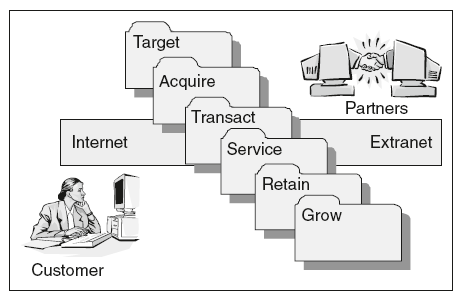 Target
Acquire
Partners
Transact
Internet
Service
Extranet
Retain
Grow
Customer